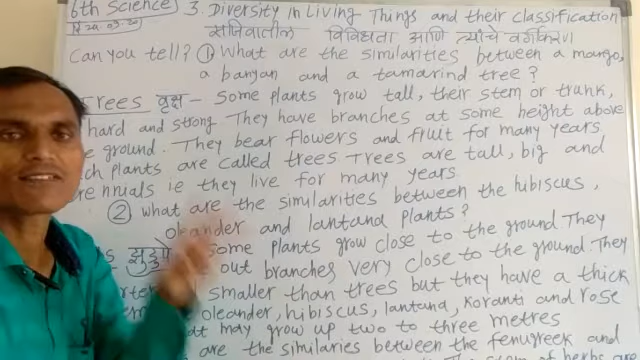 6th Science 3. Diversity in Living Things and their Classification
सजिवातील विविधता आणि त्यांचे वर्गीकरण
Can you tell? ① What are the similarities between a mango,
a banyan and a tamarind tree?
Trees वृक्ष - Some plants grow tall, their stem or trunk,
hard and strong They have branches at some height above
ground. They bear flowers and fruit for many years
plants are called trees. Trees are tall, big and
ie they live for many years
② What are the similarities between the hibiscus,
oleander and lantana plants?
Some plants grow close to the ground. They
out branches very close to the ground. They
smaller than trees but they have a thick
oleander, hibiscus, lantana, Koranti and rose
may grow up two to three metres
are the similaries between the fenugreek and
of herbs are